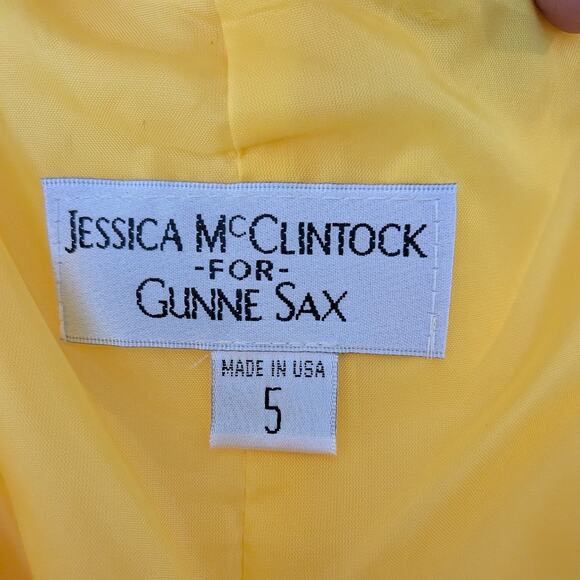 JESSICA McCLINTOCK
-FOR-
GUNNE SAX
MADE IN USA
5